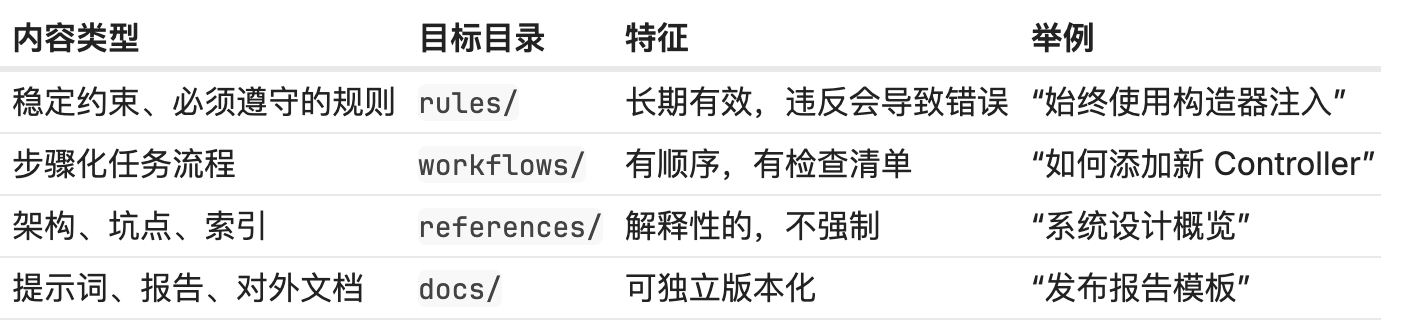 内容类型 目标目录 特征 举例
稳定约束、必须遵守的规则 rules/ 长期有效，违反会导致错误 “始终使用构造器注入”
步骤化任务流程 workflows/ 有顺序，有检查清单 “如何添加新 Controller”
架构、坑点、索引 references/ 解释性的，不强制 “系统设计概览”
提示词、报告、对外文档 docs/ 可独立版本化 “发布报告模板”